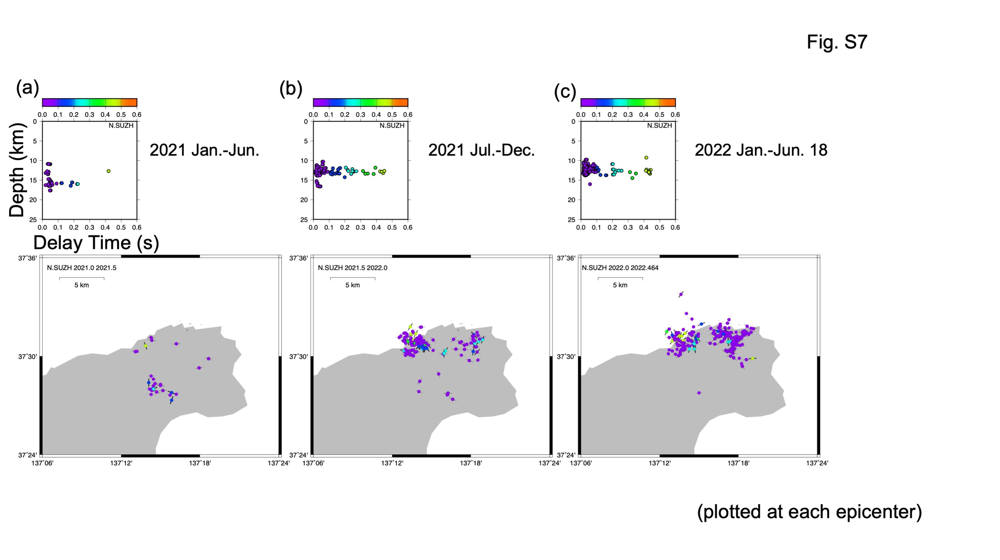 Fig. S7
(a)
0.0 0.1 0.2 0.3 0.4 0.5 0.6
N.SUZH
0
5
10
15
20
25
Depth (km)
0.0 0.1 0.2 0.3 0.4 0.5 0.6
Delay Time (s)
2021 Jan.-Jun.
(b)
0.0 0.1 0.2 0.3 0.4 0.5 0.6
N.SUZH
0
5
10
15
20
25
0.0 0.1 0.2 0.3 0.4 0.5 0.6
2021 Jul.-Dec.
(c)
0.0 0.1 0.2 0.3 0.4 0.5 0.6
N.SUZH
0
5
10
15
20
25
0.0 0.1 0.2 0.3 0.4 0.5 0.6
2022 Jan.-Jun. 18
37˚36'
N.SUZH 2021.0 2021.5
5 km
37˚30'
37˚24'
137˚06' 137˚12' 137˚18' 137˚24'
37˚36'
N.SUZH 2021.5 2022.0
5 km
37˚30'
37˚24'
137˚06' 137˚12' 137˚18' 137˚24'
37˚36'
N.SUZH 2022.0 2022.464
5 km
37˚30'
37˚24'
137˚06' 137˚12' 137˚18' 137˚24'
(plotted at each epicenter)